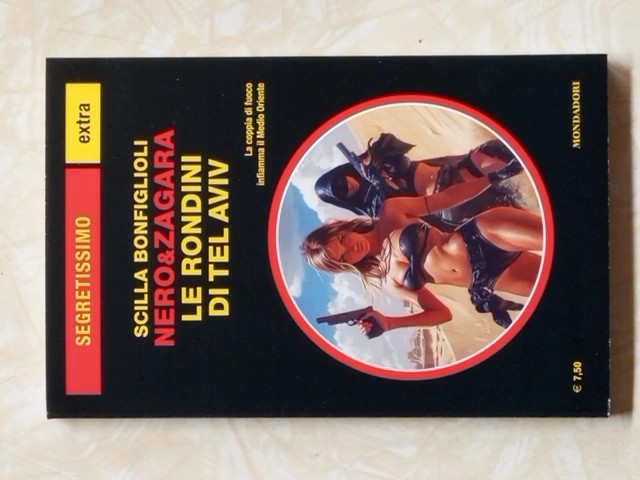 SEGRETISSIMO
extra
SCILLA BONFIGLIOLI
NERO&ZAGARA
LE RONDINI
DI TEL AVIV
La coppia di fuoco
infiamma il Medio Oriente
€ 7,50
MONDADORI